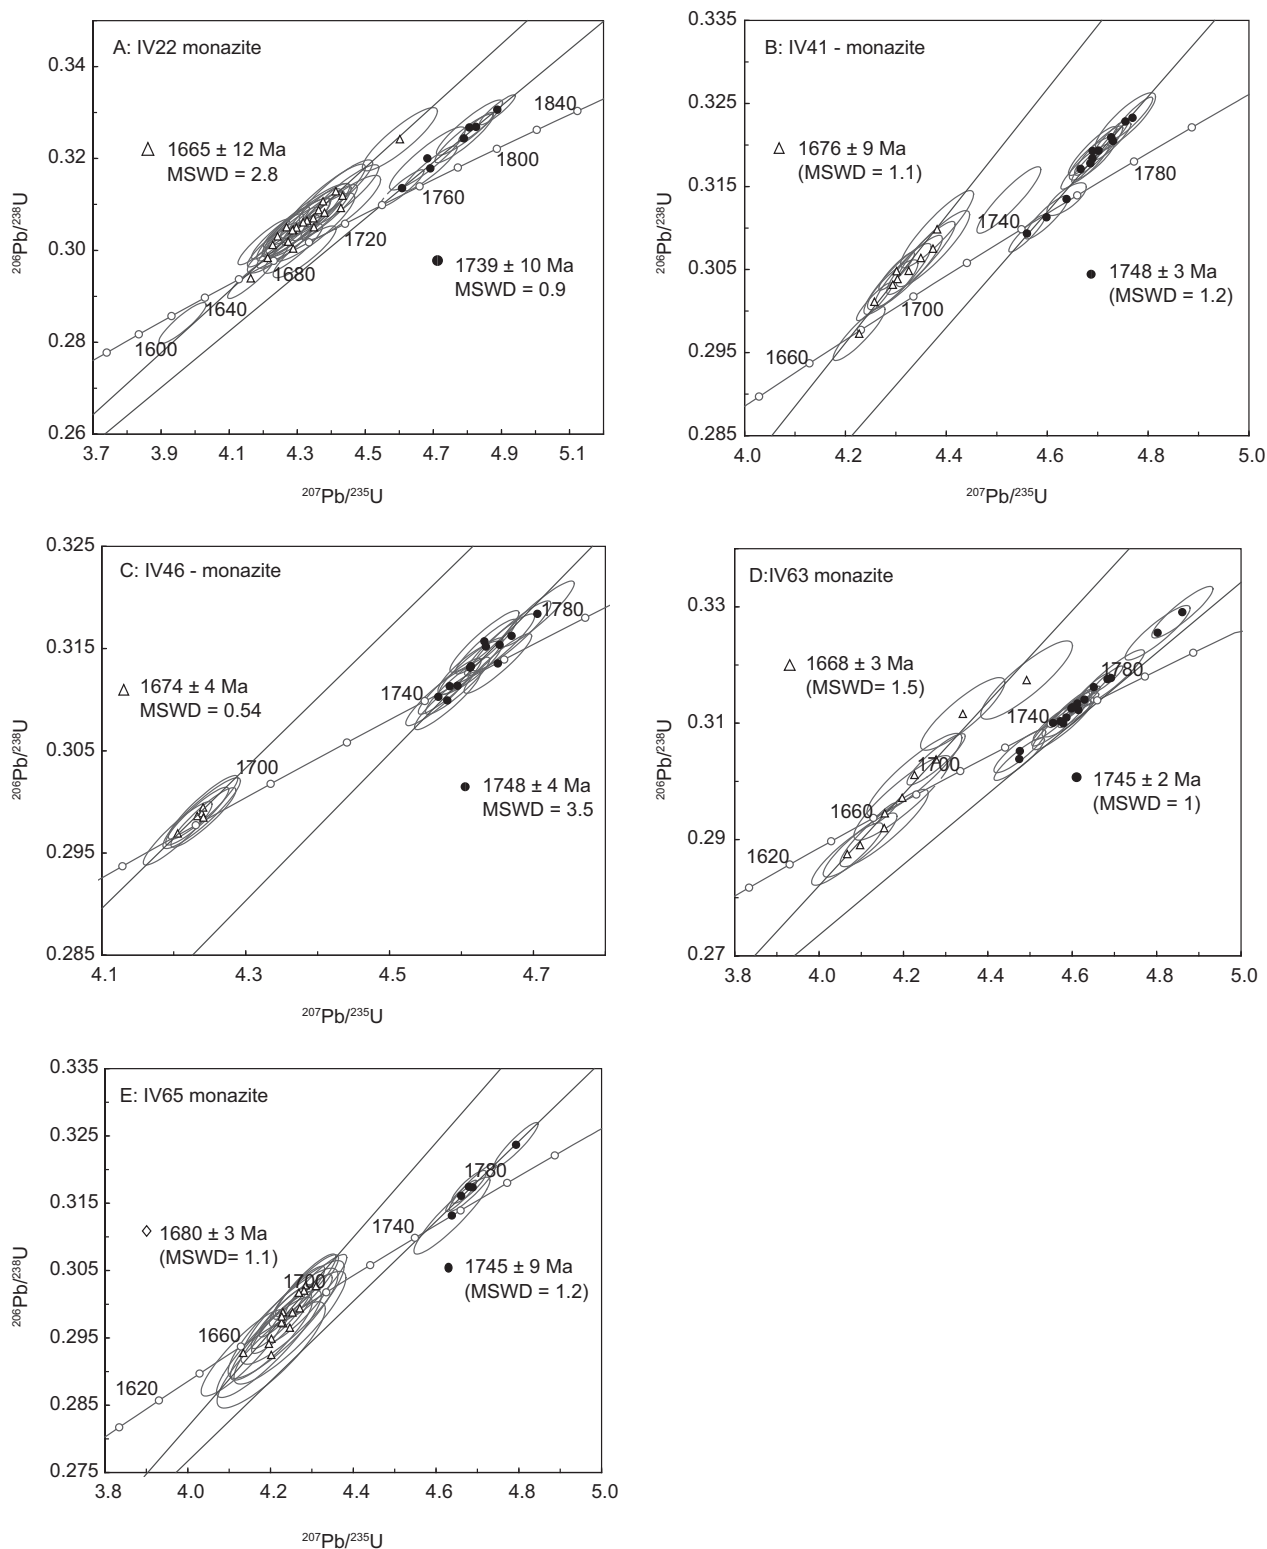 A: IV22 monazite
0.34
0.32
0.30
0.28
0.26
²⁰⁶Pb/²³⁸U
1665 ± 12 Ma
MSWD = 2.8
1840
1800
1760
1720
1680
1640
1600
1739 ± 10 Ma
MSWD = 0.9
3.7 3.9 4.1 4.3 4.5 4.7 4.9 5.1
²⁰⁷Pb/²³⁵U
B: IV41 - monazite
0.335
0.325
0.315
0.305
0.295
0.285
²⁰⁶Pb/²³⁸U
1676 ± 9 Ma
(MSWD = 1.1)
1780
1740
1700
1660
1748 ± 3 Ma
(MSWD = 1.2)
4.0 4.2 4.4 4.6 4.8 5.0
²⁰⁷Pb/²³⁵U
C: IV46 - monazite
0.325
0.315
0.305
0.295
0.285
²⁰⁶Pb/²³⁸U
1674 ± 4 Ma
MSWD = 0.54
1780
1740
1700
1748 ± 4 Ma
MSWD = 3.5
4.1 4.3 4.5 4.7
²⁰⁷Pb/²³⁵U
D:IV63 monazite
0.33
0.31
0.29
0.27
²⁰⁶Pb/²³⁸U
1668 ± 3 Ma
(MSWD= 1.5)
1780
1740
1700
1660
1620
1745 ± 2 Ma
(MSWD = 1)
3.8 4.0 4.2 4.4 4.6 4.8 5.0
²⁰⁷Pb/²³⁵U
E: IV65 monazite
0.335
0.325
0.315
0.305
0.295
0.285
0.275
²⁰⁶Pb/²³⁸U
1680 ± 3 Ma
(MSWD= 1.1)
1780
1740
1700
1660
1620
1745 ± 9 Ma
(MSWD = 1.2)
3.8 4.0 4.2 4.4 4.6 4.8 5.0
²⁰⁷Pb/²³⁵U